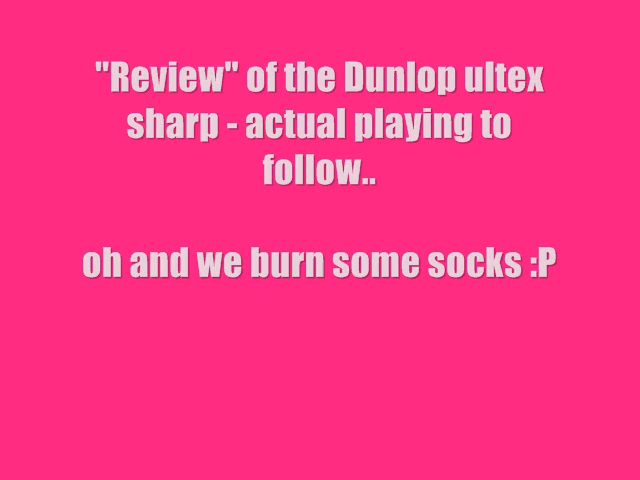 "Review" of the Dunlop ultex
sharp - actual playing to
follow..
oh and we burn some socks :P